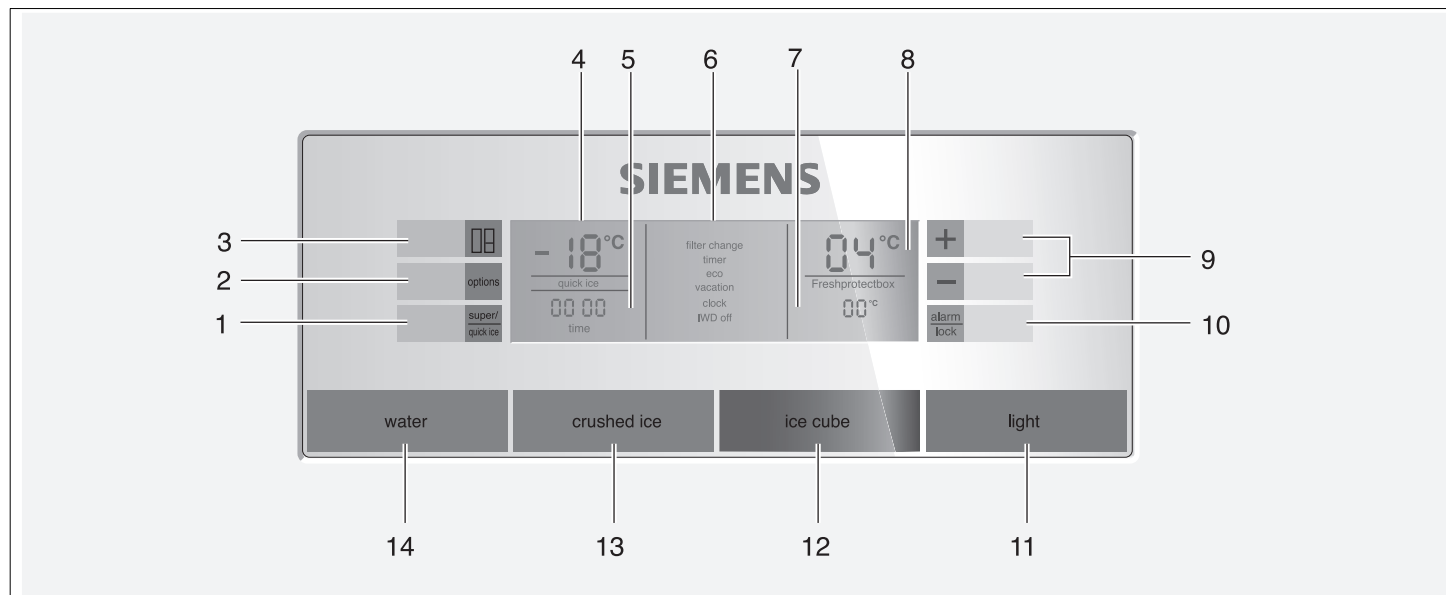 4 5 6 7 8
SIEMENS
3
-18°C
filter change
04°C
+
timer
9
2
options
quick ice
eco
Freshprotectbox
−
vacation
1
super/
quick ice
00 00
clock
00°C
alarm
lock
10
time
IWD off
water
crushed ice
ice cube
light
14 13 12 11